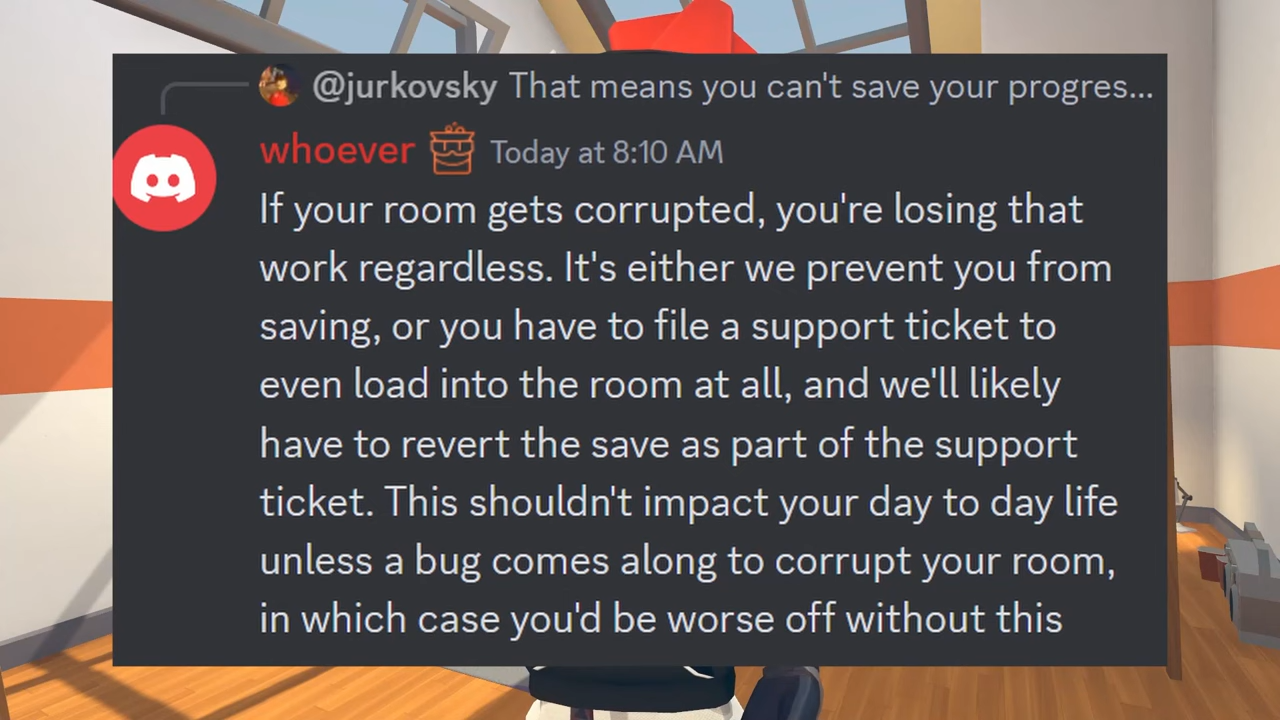 @jurkovsky That means you can't save your progres...
whoever Today at 8:10 AM
If your room gets corrupted, you're losing that
work regardless. It's either we prevent you from
saving, or you have to file a support ticket to
even load into the room at all, and we'll likely
have to revert the save as part of the support
ticket. This shouldn't impact your day to day life
unless a bug comes along to corrupt your room,
in which case you'd be worse off without this